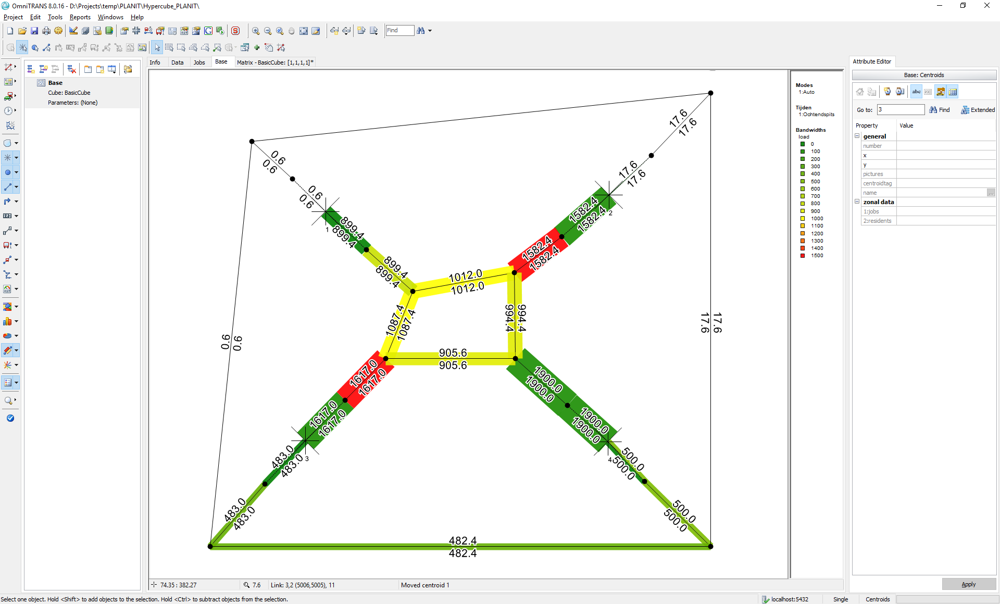 OmniTRANS 8.0.16 - D:\Projects\temp\PLANIT\Hypercube_PLANIT\
Project Edit Tools Reports Windows Help
Find
Info Data Jobs Base Matrix - BasicCube: [1,1,1,1]*
Base
Cube: BasicCube
Parameters: (None)
17.6
17.6
0.6
0.6
17.6
17.6
0.6
0.6
1582.4
1582.4
2
899.4
899.4
1
1582.4
1582.4
899.4
899.4
1012.0
1012.0
1087.4
1087.4
994.4
994.4
17.6
17.6
0.6
0.6
905.6
905.6
1617.0
1617.0
1900.0
1900.0
1617.0
1617.0
1900.0
1900.0
3
4
483.0
483.0
500.0
500.0
483.0
483.0
500.0
500.0
482.4
482.4
Modes
1:Auto
Tijden
1:Ochtendspits
Bandwidths
load
0
100
200
300
400
500
600
700
800
900
1000
1100
1200
1300
1400
1500
Attribute Editor
Base: Centroids
abc
Go to: 3 Find Extended
Property Value
general
number
x
y
pictures
centroidtag
name
...
zonal data
1:jobs
2:residents
Apply
74.35 : 382.27 7.6 Link: 3,2 (5006,5005), 11 Moved centroid 1
Select one object. Hold <Shift> to add objects to the selection. Hold <Ctrl> to subtract objects from the selection. localhost:5432 Single Centroids